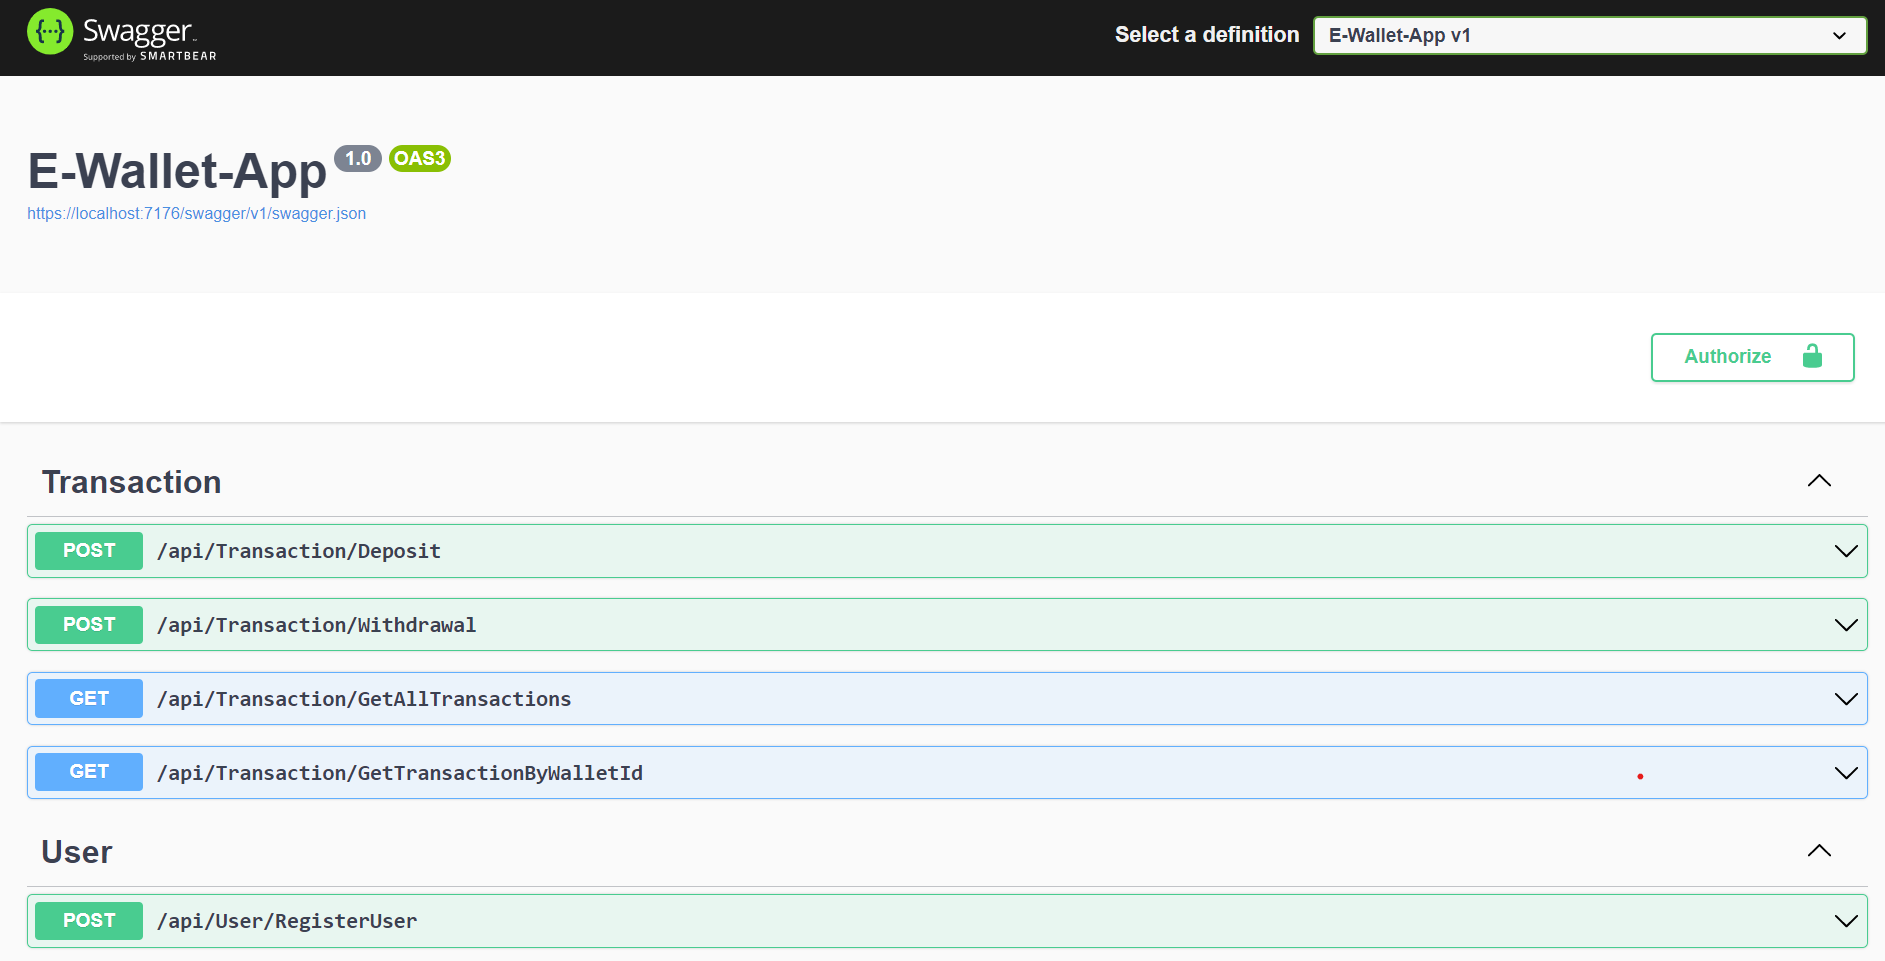 Swagger
Supported by SMARTBEAR
Select a definition
E-Wallet-App v1
E-Wallet-App 1.0 OAS3
https://localhost:7176/swagger/v1/swagger.json
Authorize
Transaction
POST /api/Transaction/Deposit
POST /api/Transaction/Withdrawal
GET /api/Transaction/GetAllTransactions
GET /api/Transaction/GetTransactionByWalletId
User
POST /api/User/RegisterUser